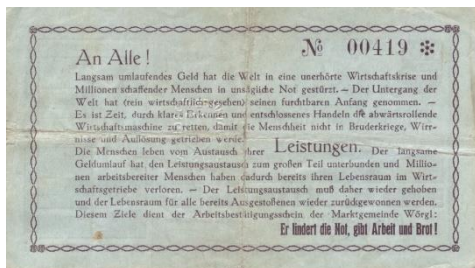 An Alle !
№ 00419 ✻
Langsam umlaufendes Geld hat die Welt in eine unerhörte Wirtschaftskrise und
Millionen schaffender Menschen in unsägliche Not gestürzt. — Der Untergang der
Welt hat (rein wirtschaftlich gesehen) seinen furchtbaren Anfang genommen. —
Es ist Zeit, durch klares Erkennen und entschlossenes Handeln die abwärtsrollende
Wirtschaftsmaschine zu retten, damit die Menschheit nicht in Bruderkriege, Wirr-
nisse und Auflösung getrieben werde.
Die Menschen leben vom Austausch ihrer Leistungen. Der langsame
Geldumlauf hat den Leistungsaustausch zum großen Teil unterbunden und Millio-
nen arbeitsbereiter Menschen haben dadurch bereits ihren Lebensraum im Wirt-
schaftsgetriebe verloren. — Der Leistungsaustausch muß daher wieder gehoben
und der Lebensraum für alle bereits Ausgestoßenen wieder zurückgewonnen werden.
Diesem Ziele dient der Arbeitsbestätigungsschein der Marktgemeinde Wörgl:
Er lindert die Not, gibt Arbeit und Brot!